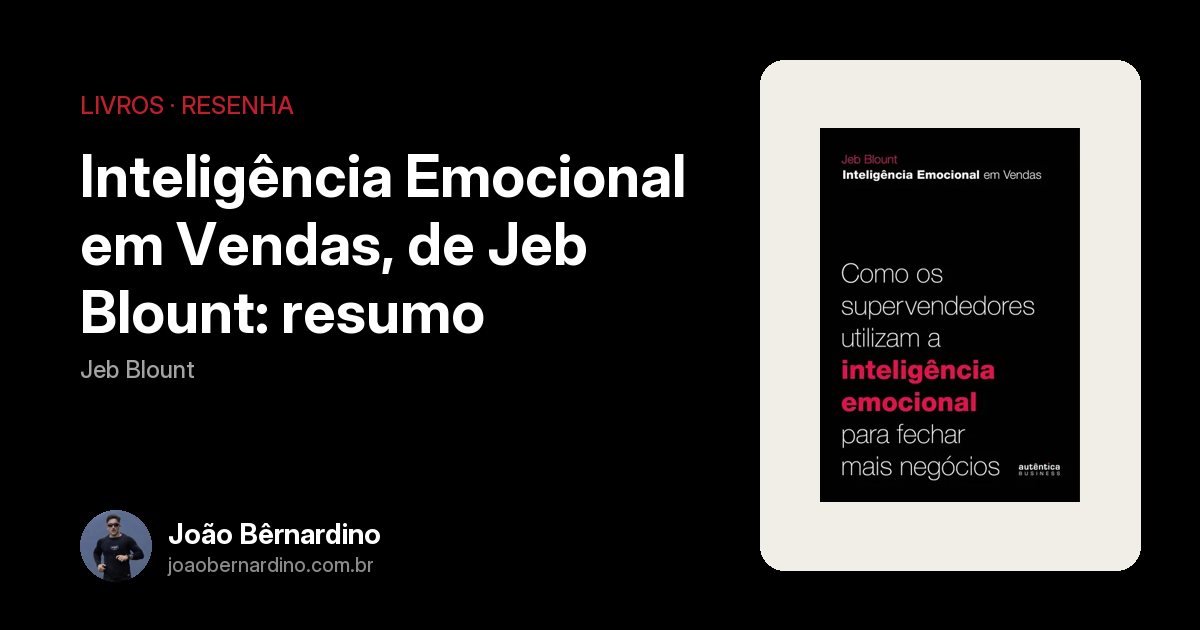 LIVROS · RESENHA
Inteligência Emocional
em Vendas, de Jeb
Blount: resumo
Jeb Blount
João Bêrnardino
joaobernardino.com.br
Jeb Blount
Inteligência Emocional em Vendas
Como os
supervendedores
utilizam a
inteligência
emocional
para fechar
mais negócios
autêntica
BUSINESS